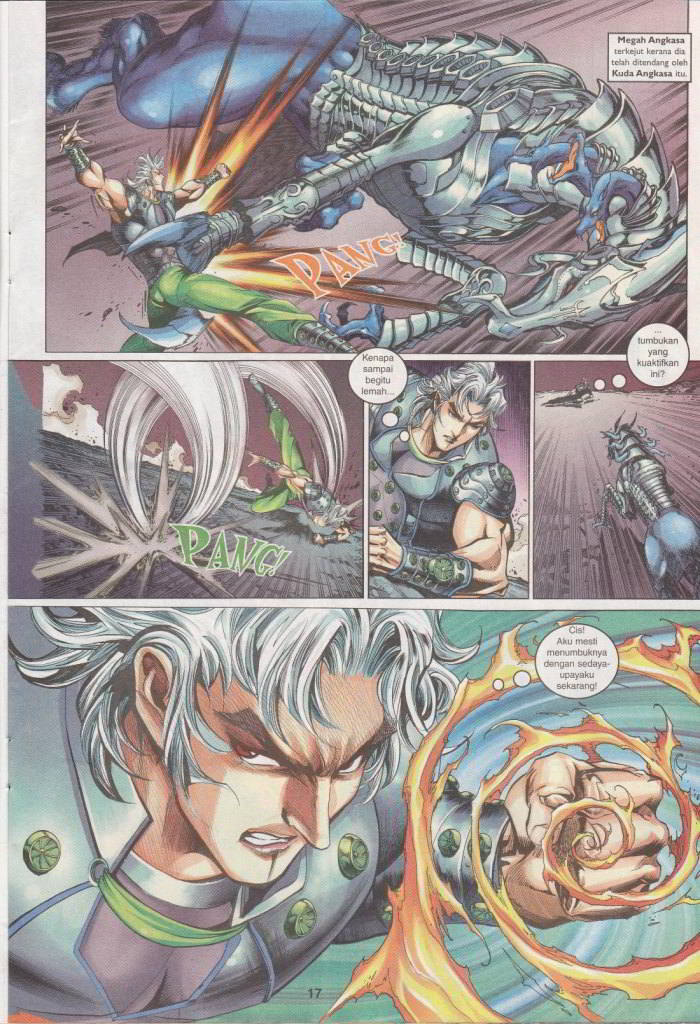 Megah Angkasa
terkejut kerana dia
telah ditendang oleh
Kuda Angkasa itu.
PANG!!
PANG!
Kenapa
sampai
begitu
lemah...
...
tumbukan
yang
kuaktifkan
ini?
Cis!
Aku mesti
menumbuknya
dengan sedaya-
upayaku
sekarang!
17